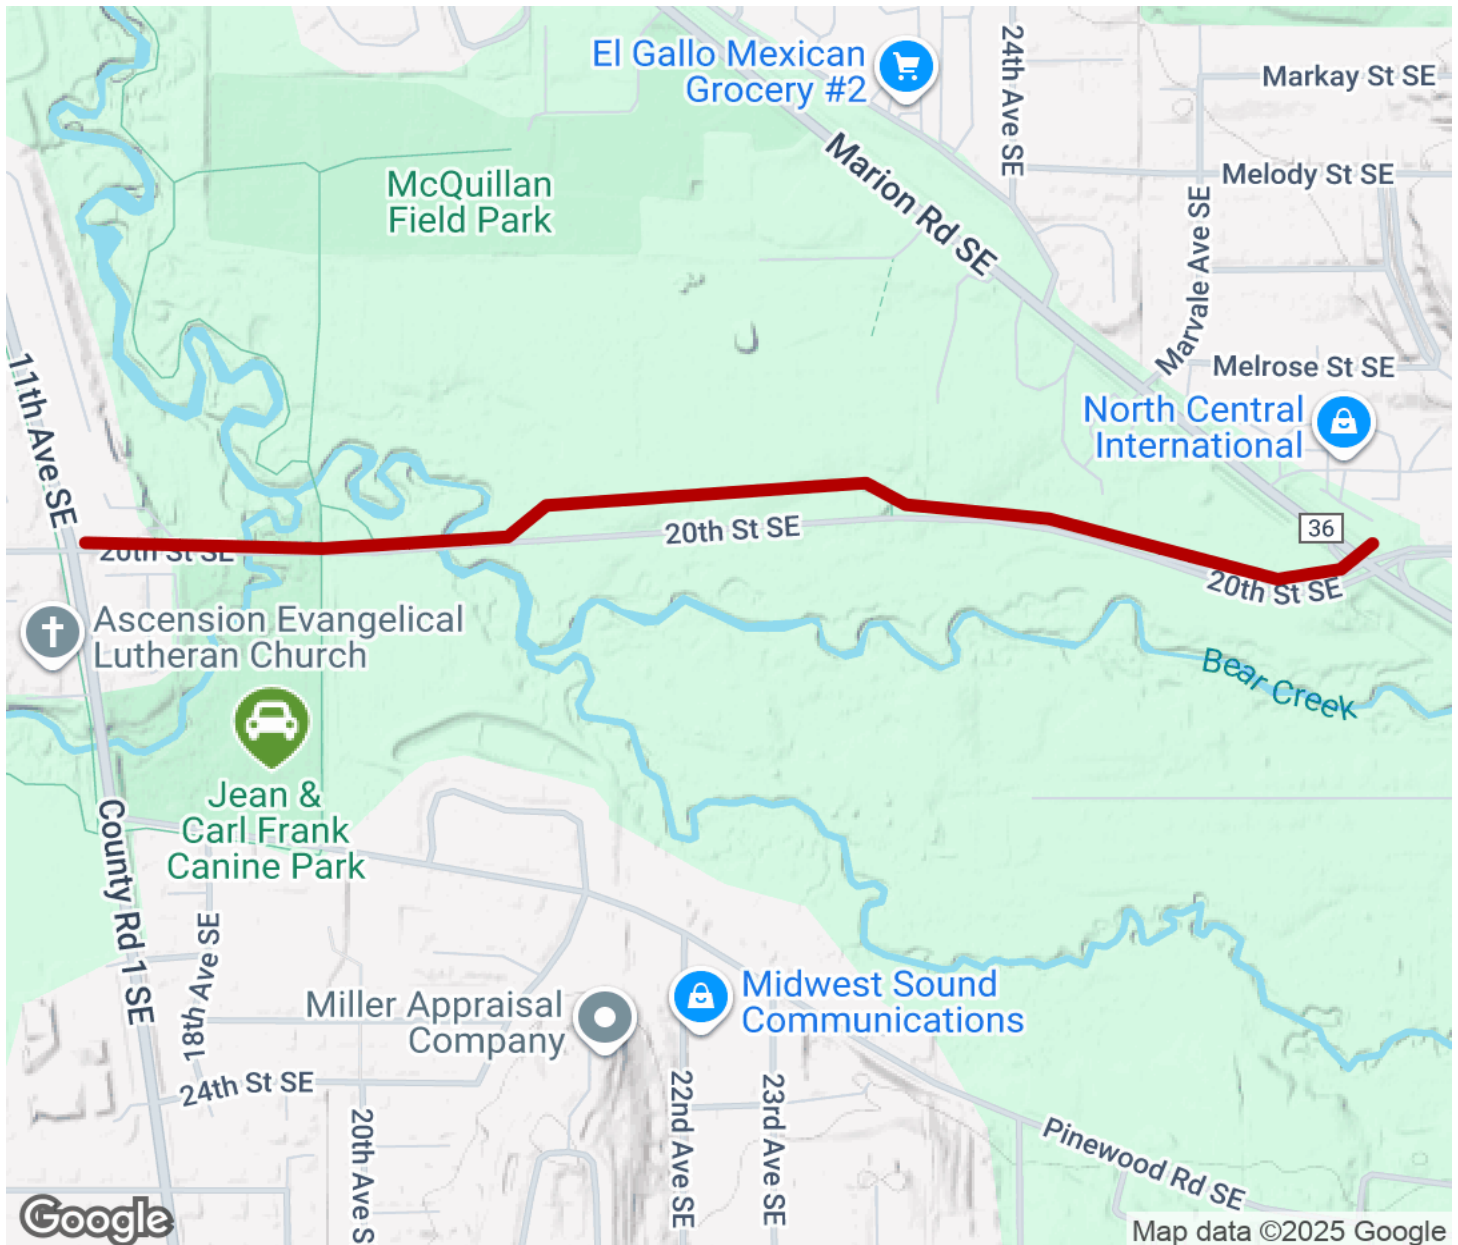 El Gallo Mexican
Grocery #2
24th Ave SE
Markay St SE
Melody St SE
McQuillan
Field Park
Marion Rd SE
Marvale Ave SE
Melrose St SE
11th Ave SE
North Central
International
36
20th St SE
20th St SE
20th St SE
Ascension Evangelical
Lutheran Church
Bear Creek
Jean &
Carl Frank
Canine Park
County Rd 1 SE
18th Ave SE
Miller Appraisal
Company
Midwest Sound
Communications
24th St SE
20th Ave S
22nd Ave SE
23rd Ave SE
Pinewood Rd SE
Google
Map data ©2025 Google